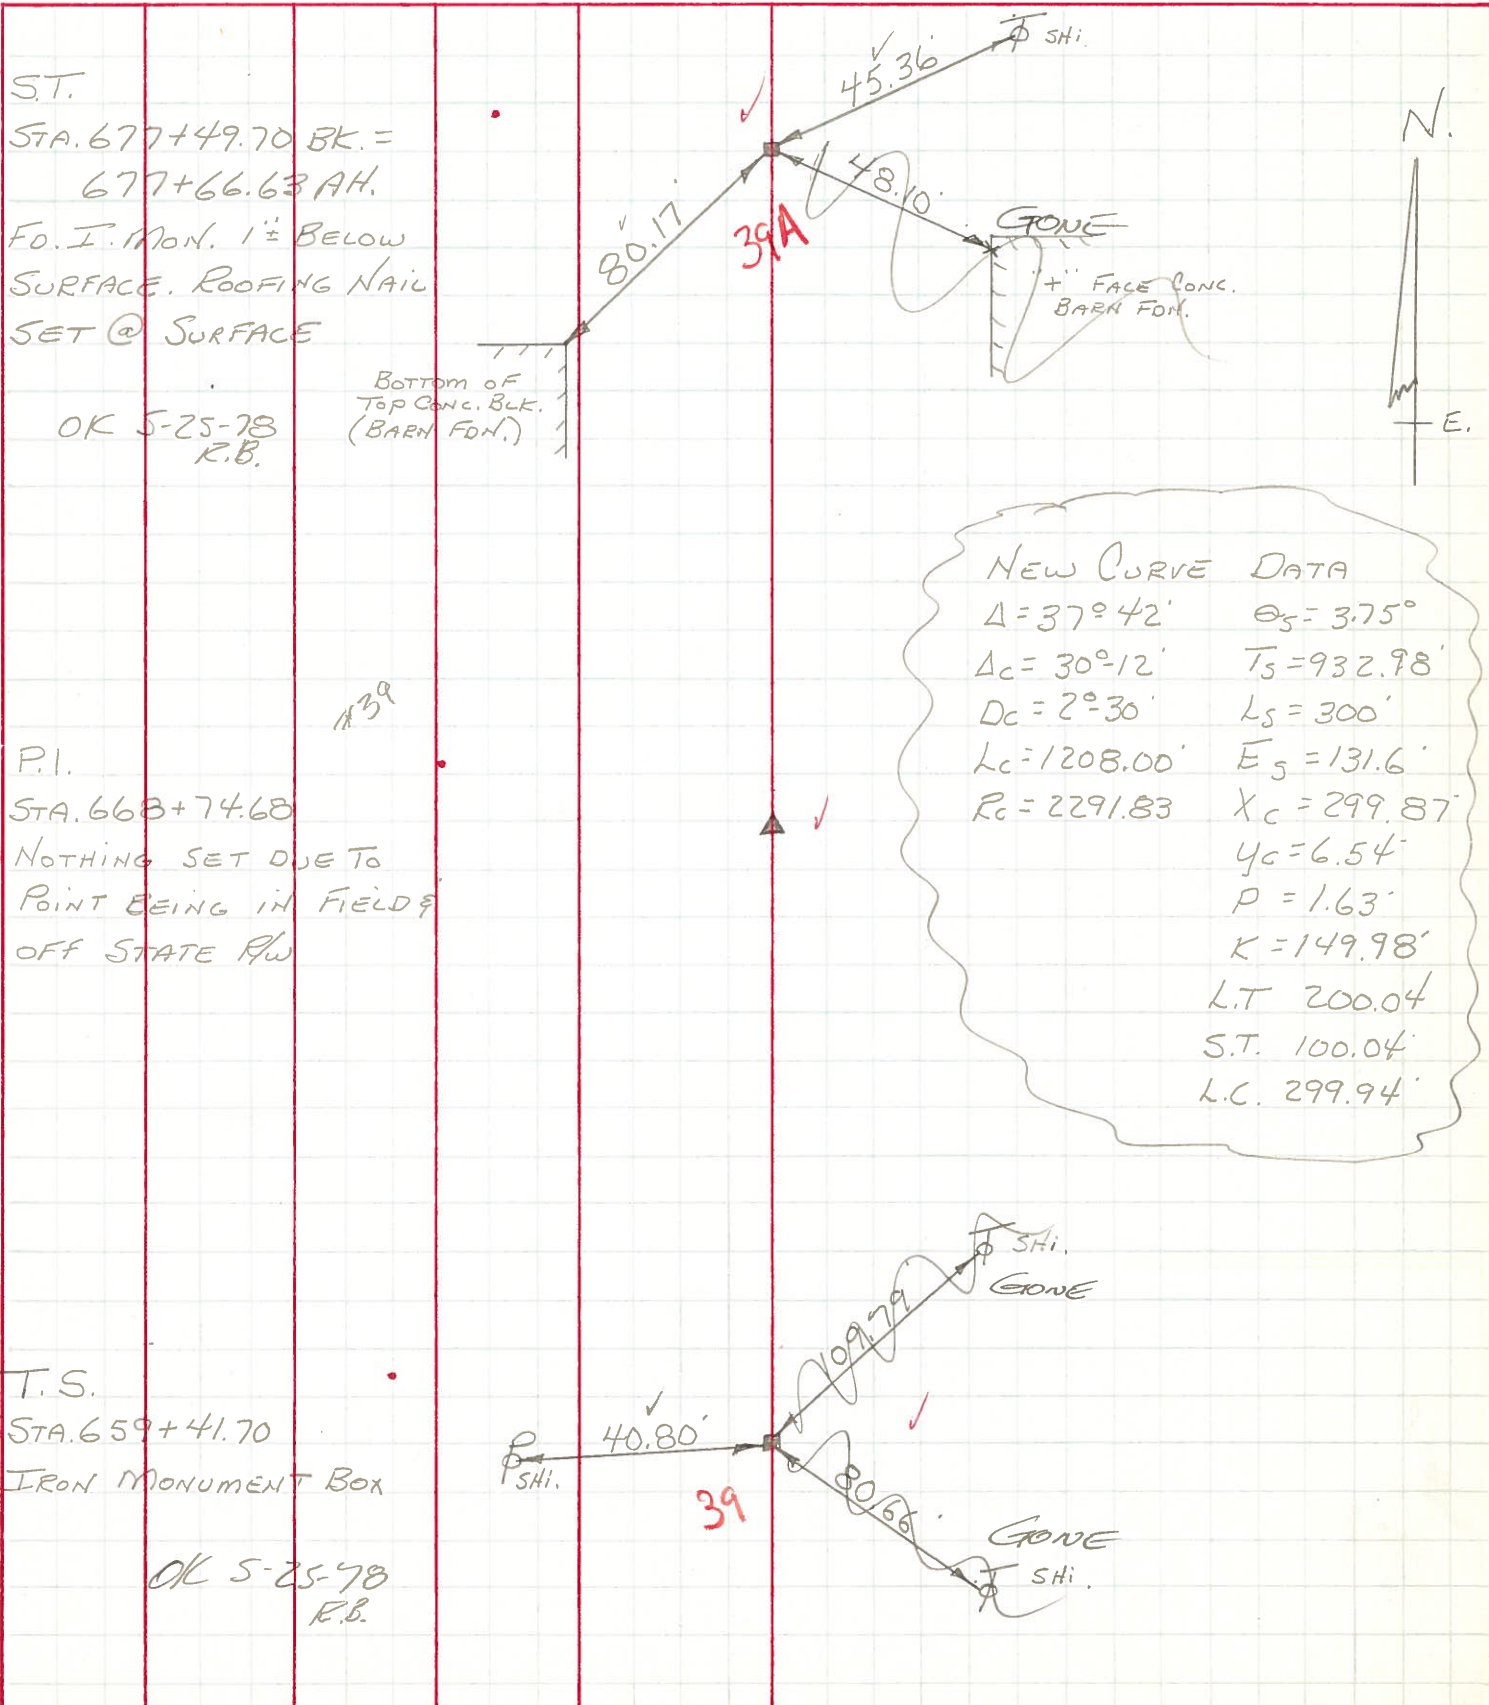 S.T.
STA. 677+49.70 BK. =
677+66.63 AH.
FD. I. MON. 1"± BELOW
SURFACE. ROOFING NAIL
SET @ SURFACE
OK 5-25-78
R.B.
SHI.
45.36'
48.10'
80.17'
39A
GONE
"+" FACE CONC.
BARN FDN.
BOTTOM OF
TOP CONC. BLK.
(BARN FDN.)
N.
E.
NEW CURVE DATA
Δ = 37°42' θs = 3.75°
Δc = 30°-12' Ts = 932.98'
Dc = 2°-30' Ls = 300'
Lc = 1208.00' Es = 131.6'
Rc = 2291.83 Xc = 299.87'
yc = 6.54'
P = 1.63'
K = 149.98'
L.T 200.04
S.T. 100.04'
L.C. 299.94'
39
P.I.
STA. 668+74.68
NOTHING SET DUE TO
POINT BEING IN FIELD &
OFF STATE R/W
T.S.
STA. 659+41.70
IRON MONUMENT BOX
OK 5-25-78
R.B.
SHI.
GONE
109.79
40.80'
SHI.
39
80.66'
GONE
SHI.